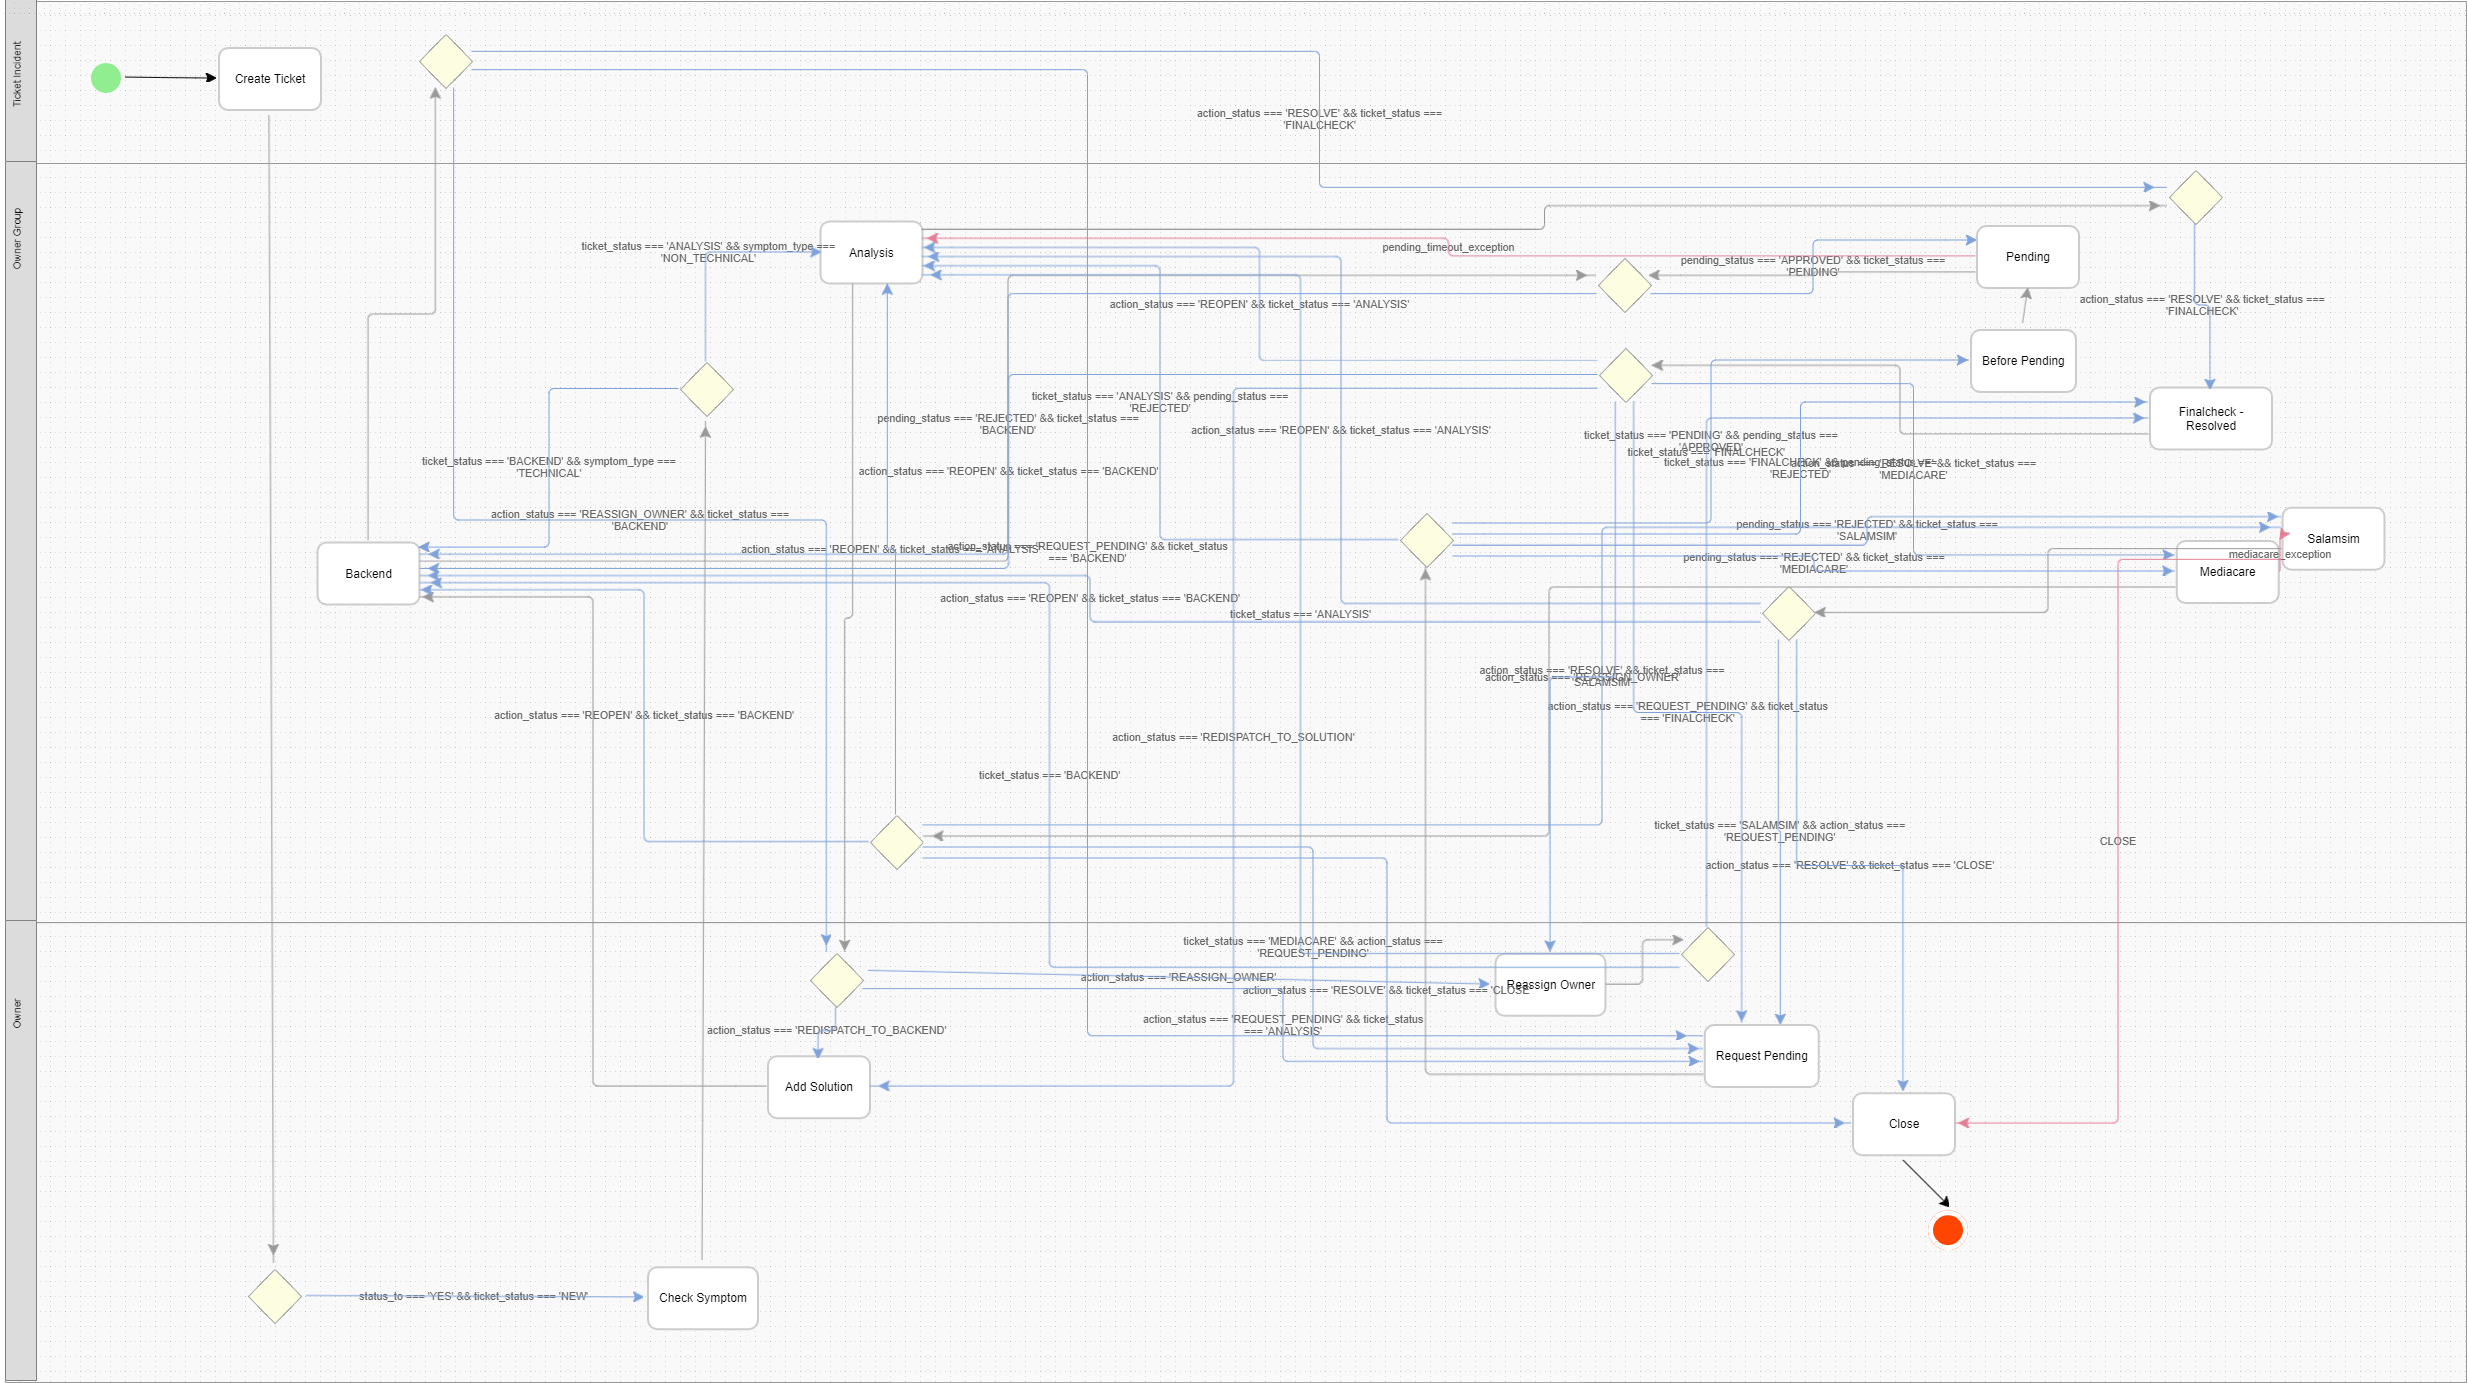 Ticket Incident
Create Ticket
action_status === 'RESOLVE' && ticket_status ===
'FINALCHECK'
Owner Group
ticket_status === 'ANALYSIS' && symptom_type ===
'NON_TECHNICAL'
Analysis
pending_timeout_exception
pending_status === 'APPROVED' && ticket_status ===
'PENDING'
Pending
action_status === 'REOPEN' && ticket_status === 'ANALYSIS'
action_status === 'RESOLVE' && ticket_status ===
'FINALCHECK'
Before Pending
ticket_status === 'ANALYSIS' && pending_status ===
'REJECTED'
pending_status === 'REJECTED' && ticket_status ===
'BACKEND'
action_status === 'REOPEN' && ticket_status === 'ANALYSIS'
Finalcheck -
Resolved
ticket_status === 'PENDING' && pending_status ===
'APPROVED'
ticket_status === 'FINALCHECK'
ticket_status === 'BACKEND' && symptom_type ===
'TECHNICAL'
action_status === 'REOPEN' && ticket_status === 'BACKEND'
ticket_status === 'FINALCHECK' && pending_status ===
'REJECTED'
action_status === 'RESOLVE' && ticket_status ===
'MEDIACARE'
action_status === 'REASSIGN_OWNER' && ticket_status ===
'BACKEND'
pending_status === 'REJECTED' && ticket_status ===
'SALAMSIM'
Salamsim
action_status === 'REOPEN' && ticket_status === 'ANALYSIS'
action_status === 'REQUEST_PENDING' && ticket_status
=== 'BACKEND'
pending_status === 'REJECTED' && ticket_status ===
'MEDIACARE'
mediacare_exception
Mediacare
Backend
action_status === 'REOPEN' && ticket_status === 'BACKEND'
ticket_status === 'ANALYSIS'
action_status === 'RESOLVE' && ticket_status ===
'SALAMSIM'
action_status === 'REASSIGN_OWNER'
action_status === 'REQUEST_PENDING' && ticket_status
=== 'FINALCHECK'
action_status === 'REOPEN' && ticket_status === 'BACKEND'
action_status === 'REDISPATCH_TO_SOLUTION'
ticket_status === 'BACKEND'
ticket_status === 'SALAMSIM' && action_status ===
'REQUEST_PENDING'
CLOSE
action_status === 'RESOLVE' && ticket_status === 'CLOSE'
Owner
ticket_status === 'MEDIACARE' && action_status ===
'REQUEST_PENDING'
action_status === 'REASSIGN_OWNER'
action_status === 'RESOLVE' && ticket_status === 'CLOSE'
Reassign Owner
action_status === 'REQUEST_PENDING' && ticket_status
=== 'ANALYSIS'
action_status === 'REDISPATCH_TO_BACKEND'
Request Pending
Add Solution
Close
status_to === 'YES' && ticket_status === 'NEW'
Check Symptom